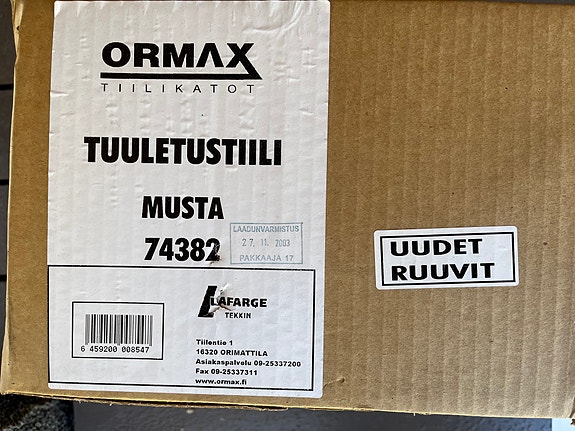 ORMAX
TIILIKATOT
TUULETUSTIILI
MUSTA
74382
LAADUNVARMISTUS
27. 11. 2003
PAKKAAJA 17
UUDET
RUUVIT
LAFARGE
TEKKIN
6 459200 008547
Tiilentie 1
16320 ORIMATTILA
Asiakaspalvelu 09-25337200
Fax 09-25337311
www.ormax.fi